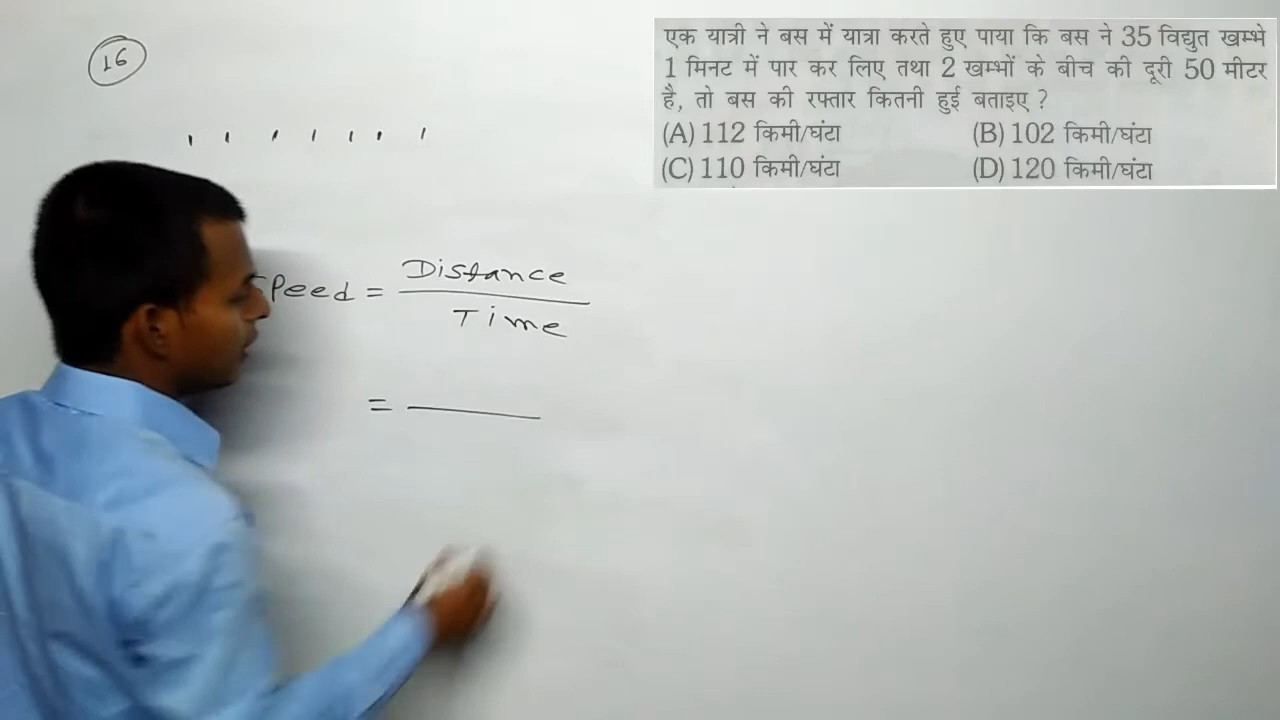 16
एक यात्री ने बस में यात्रा करते हुए पाया कि बस ने 35 विद्युत खम्भे
1 मिनट में पार कर लिए तथा 2 खम्भों के बीच की दूरी 50 मीटर
है, तो बस की रफ्तार कितनी हुई बताइए ?
(A) 112 किमी/घंटा (B) 102 किमी/घंटा
(C) 110 किमी/घंटा (D) 120 किमी/घंटा
Speed = Distance
Time
=